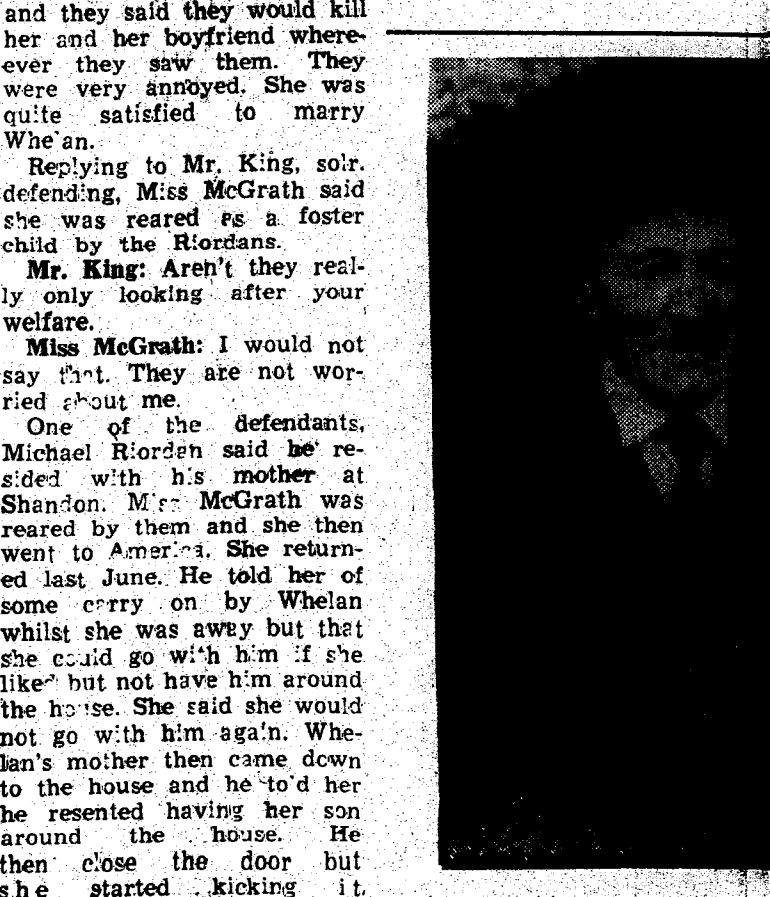 and they said they would kill
her and her boyfriend where-
ever they saw them. They
were very annoyed. She was
quite satisfied to marry
Whelan.
Replying to Mr. King, solr.
defending, Miss McGrath said
she was reared as a foster
child by the Riordans.
Mr. King: Aren't they real-
ly only looking after your
welfare.
Miss McGrath: I would not
say that. They are not wor-
ried about me.
One of the defendants,
Michael Riordan said he re-
sided with his mother at
Shandon. Miss McGrath was
reared by them and she then
went to America. She return-
ed last June. He told her of
some carry on by Whelan
whilst she was away but that
she could go with him if she
liked but not have him around
the house. She said she would
not go with him again. Whe-
lan's mother then came down
to the house and he told her
he resented having her son
around the house. He
then close the door but
she started kicking it.